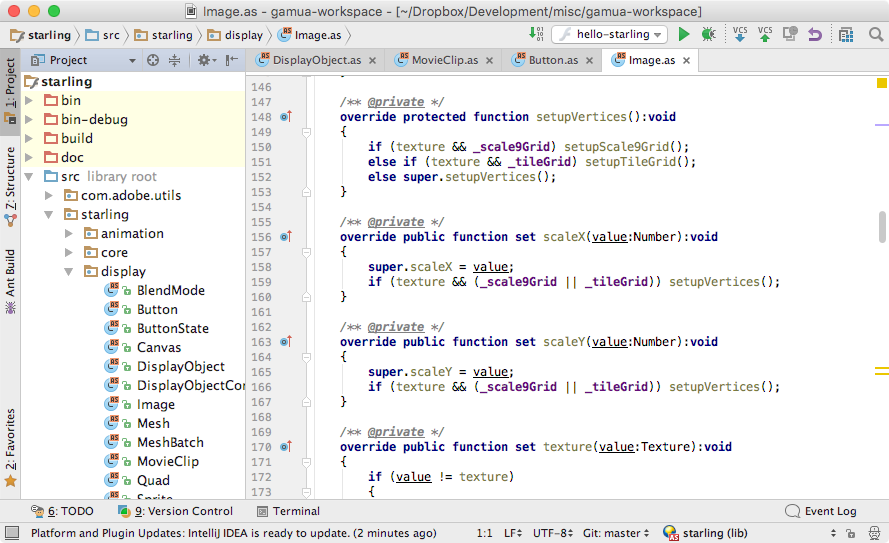 Image.as - gamua-workspace - [~/Dropbox/Development/misc/gamua-workspace]
starling src starling display Image.as hello-starling VCS VCS
Project DisplayObject.as MovieClip.as Button.as Image.as
1: Project
Z: Structure
Ant Build
2: Favorites
starling
bin
bin-debug
build
doc
src library root
com.adobe.utils
starling
animation
core
display
BlendMode
Button
ButtonState
Canvas
DisplayObject
DisplayObjectCon
Image
Mesh
MeshBatch
MovieClip
Quad
Sprite
146
147 /** @private */
148 override protected function setupVertices():void
149 {
150 if (texture && _scale9Grid) setupScale9Grid();
151 else if (texture && _tileGrid) setupTileGrid();
152 else super.setupVertices();
153 }
154
155 /** @private */
156 override public function set scaleX(value:Number):void
157 {
158 super.scaleX = value;
159 if (texture && (_scale9Grid || _tileGrid)) setupVertices();
160 }
161
162 /** @private */
163 override public function set scaleY(value:Number):void
164 {
165 super.scaleY = value;
166 if (texture && (_scale9Grid || _tileGrid)) setupVertices();
167 }
168
169 /** @private */
170 override public function set texture(value:Texture):void
171 {
172 if (value != texture)
173 {
6: TODO 9: Version Control Terminal Event Log
Platform and Plugin Updates: IntelliJ IDEA is ready to update. (2 minutes ago) 1:1 LF UTF-8 Git: master starling (lib)